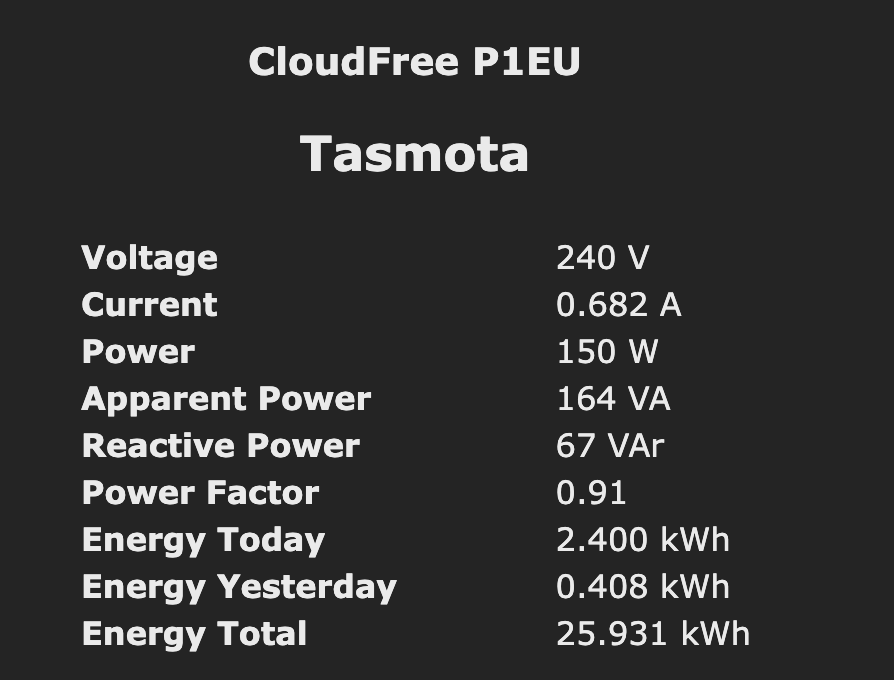 CloudFree P1EU
Tasmota
Voltage 240 V
Current 0.682 A
Power 150 W
Apparent Power 164 VA
Reactive Power 67 VAr
Power Factor 0.91
Energy Today 2.400 kWh
Energy Yesterday 0.408 kWh
Energy Total 25.931 kWh